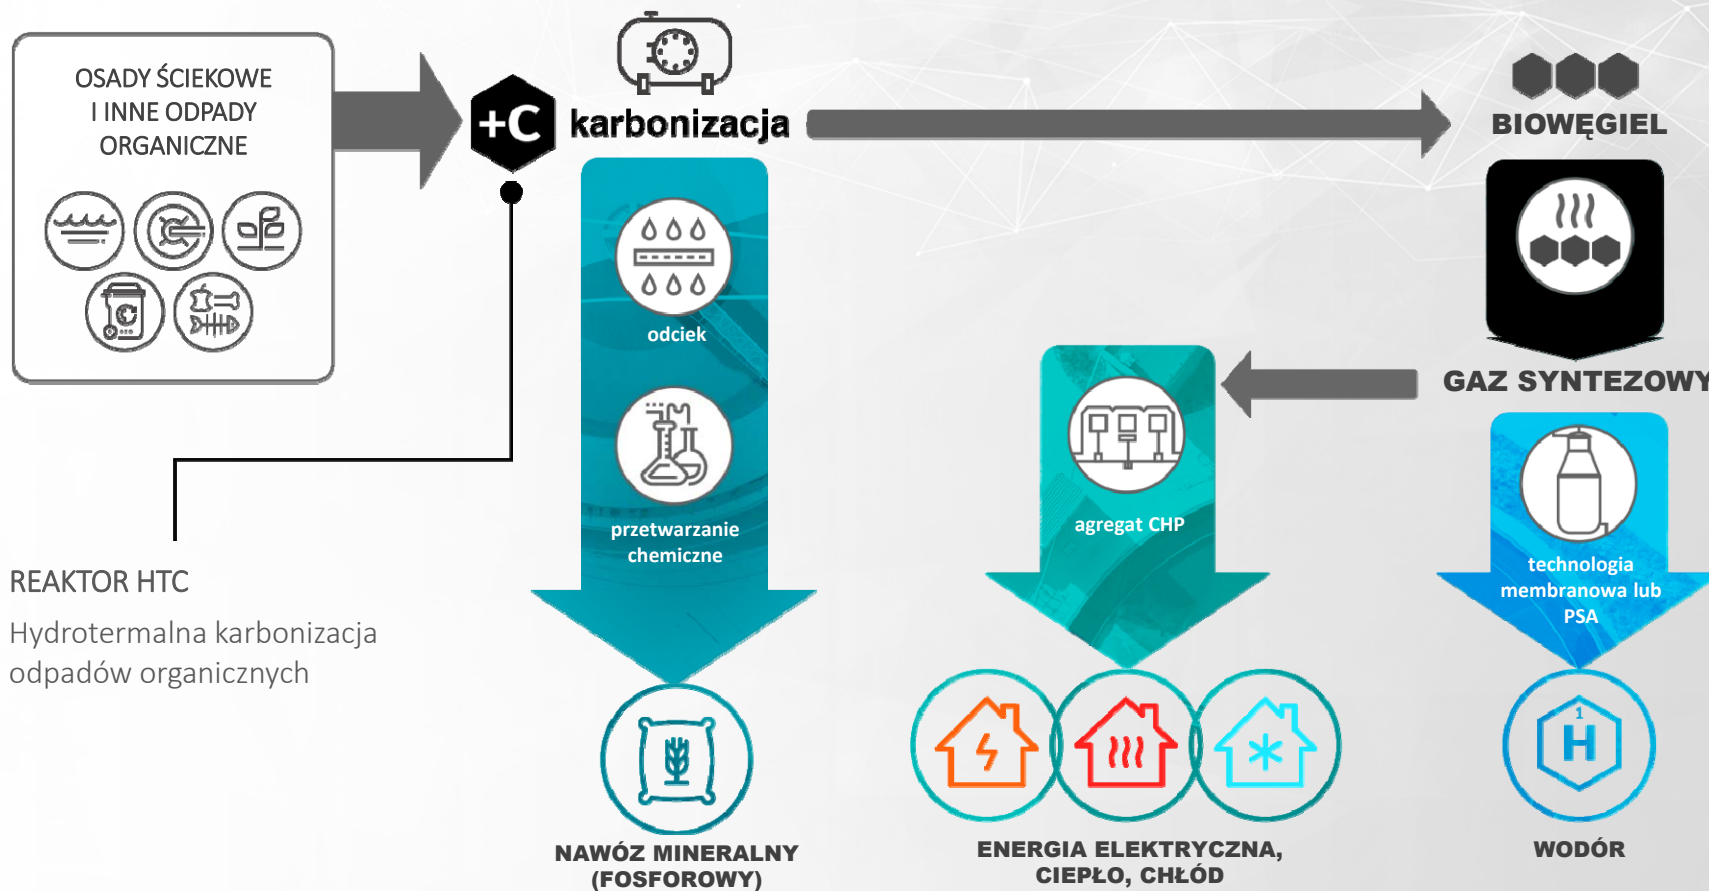 OSADY ŚCIEKOWE
I INNE ODPADY
ORGANICZNE
+C
karbonizacja
BIOWĘGIEL
odciek
przetwarzanie
chemiczne
GAZ SYNTEZOWY
agregat CHP
technologia
membranowa lub
PSA
REAKTOR HTC
Hydrotermalna karbonizacja
odpadów organicznych
1
H
NAWÓZ MINERALNY
(FOSFOROWY)
ENERGIA ELEKTRYCZNA,
CIEPŁO, CHŁÓD
WODÓR